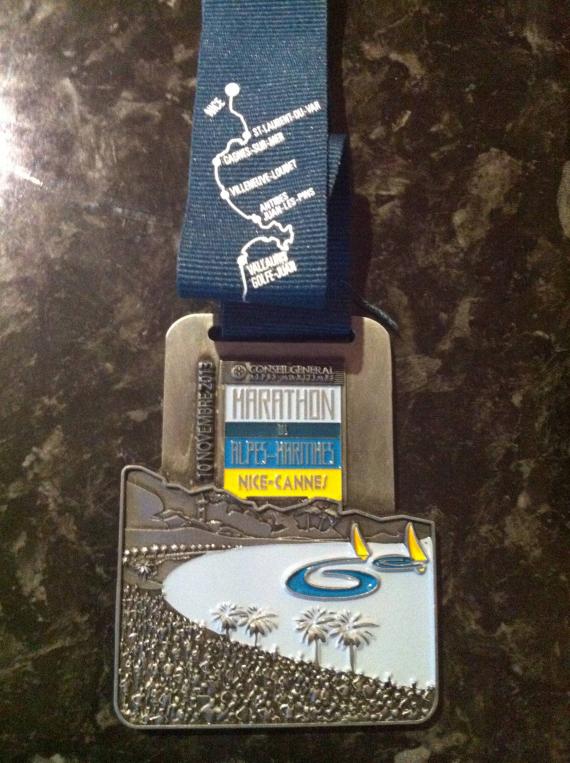 NICE
ST-LAURENT-DU-VAR
CAGNES-SUR-MER
VILLENEUVE-LOUBET
ANTIBES
JUAN-LES-PINS
VALLAURIS
GOLFE-JUAN
10 NOVEMBRE 2013
CONSEIL GENERAL
ALPES-MARITIMES
MARATHON
ALPES-MARITIMES
NICE-CANNES